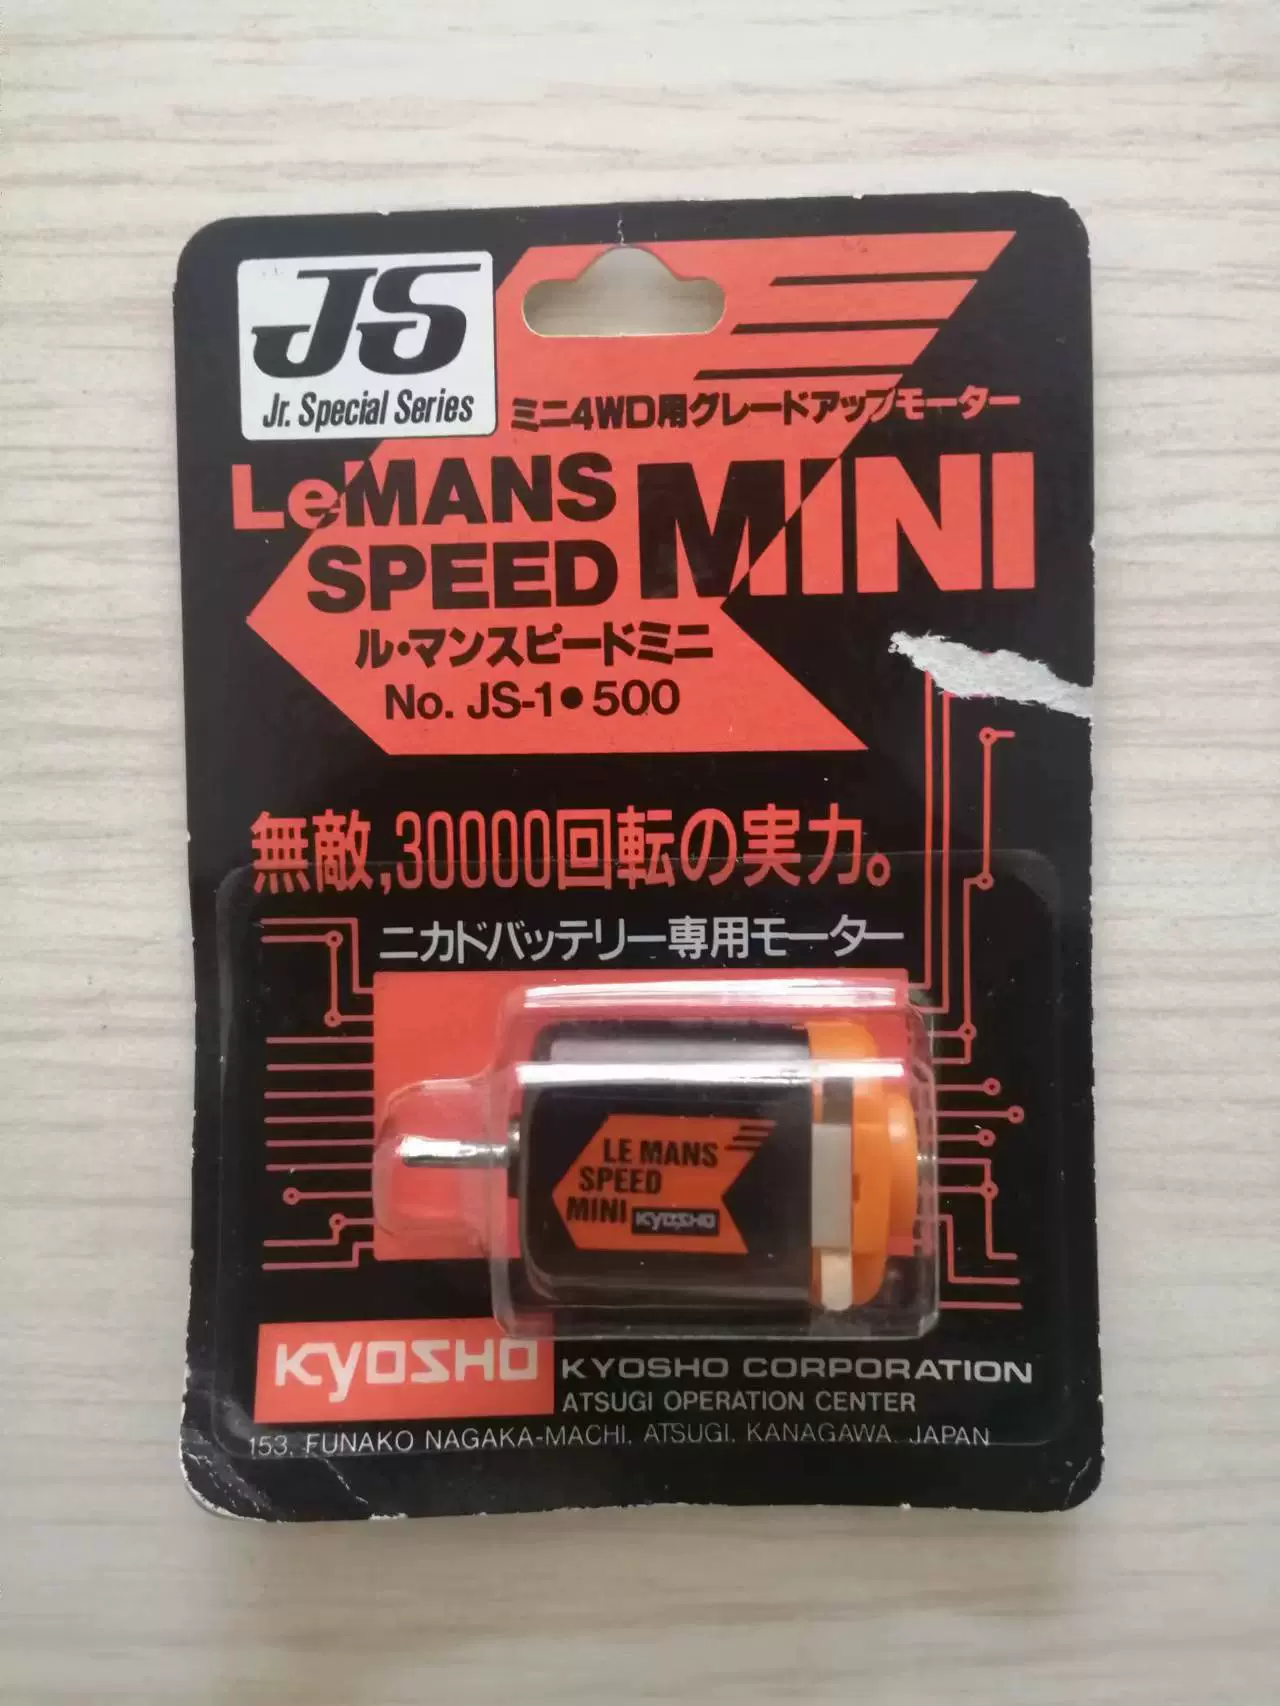 JS
Jr. Special Series
ミニ4WD用グレードアップモーター
LeMANS
SPEED MINI
ル・マンスピードミニ
No. JS-1●500
無敵,30000回転の実力。
ニカドバッテリー専用モーター
LE MANS
SPEED
MINI KYOSHO
KYOSHO
KYOSHO CORPORATION
ATSUGI OPERATION CENTER
153, FUNAKO NAGAKA-MACHI, ATSUGI, KANAGAWA, JAPAN